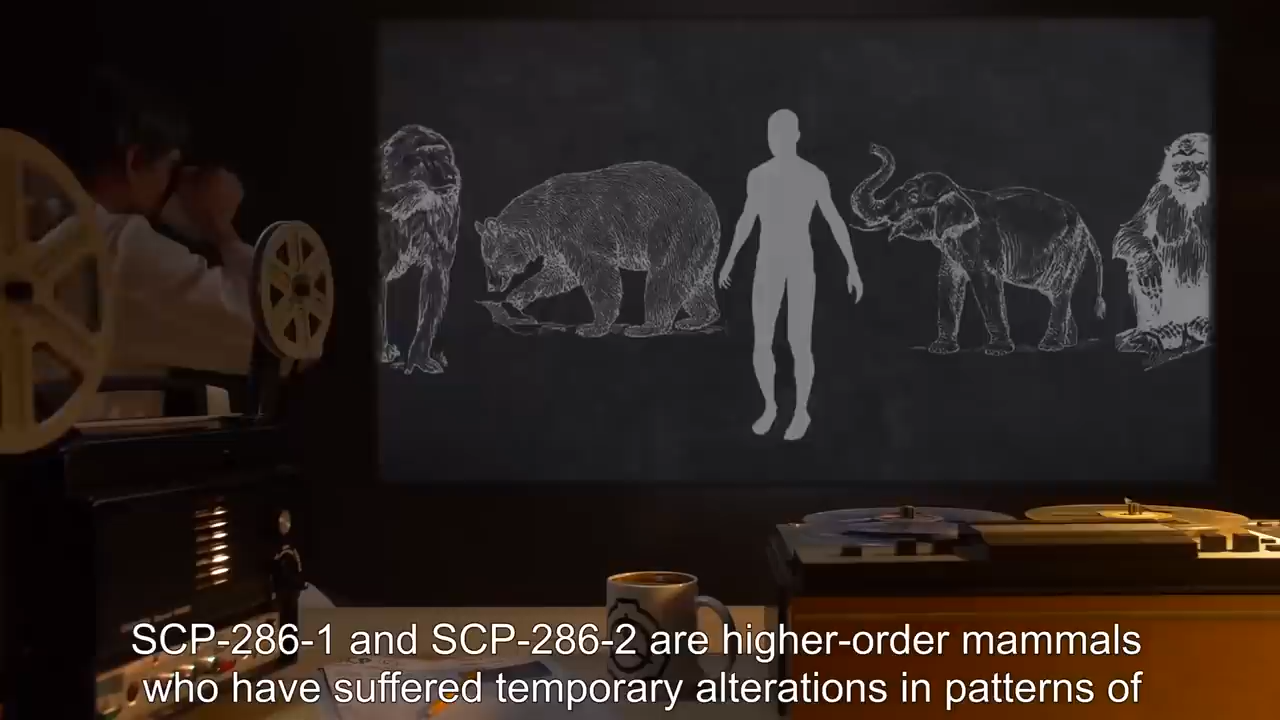 SCP-286-1 and SCP-286-2 are higher-order mammals
who have suffered temporary alterations in patterns of